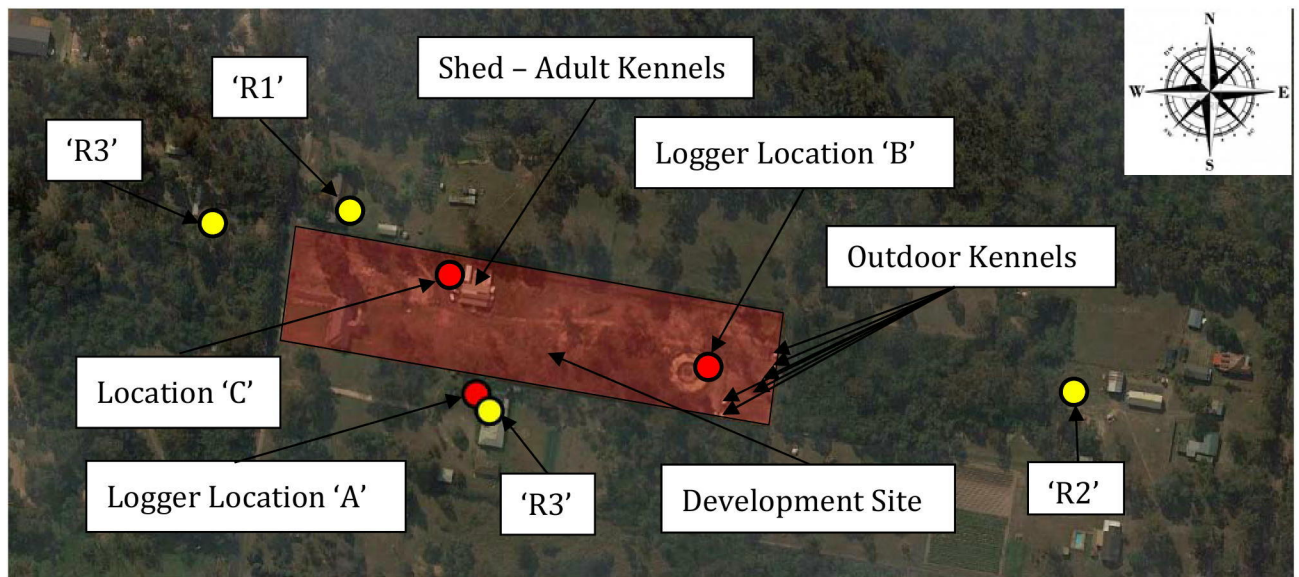 N
W
E
S
Shed – Adult Kennels
‘R1’
‘R3’
Logger Location ‘B’
Outdoor Kennels
Location ‘C’
Logger Location ‘A’
‘R3’
Development Site
‘R2’